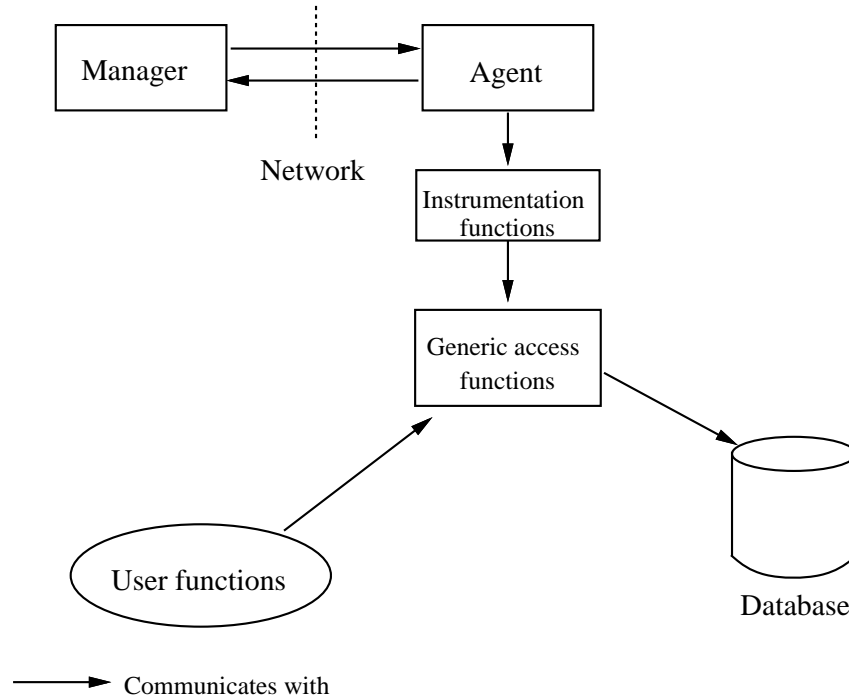 Manager
Agent
Network
Instrumentation
functions
Generic access
functions
User functions
Database
Communicates with